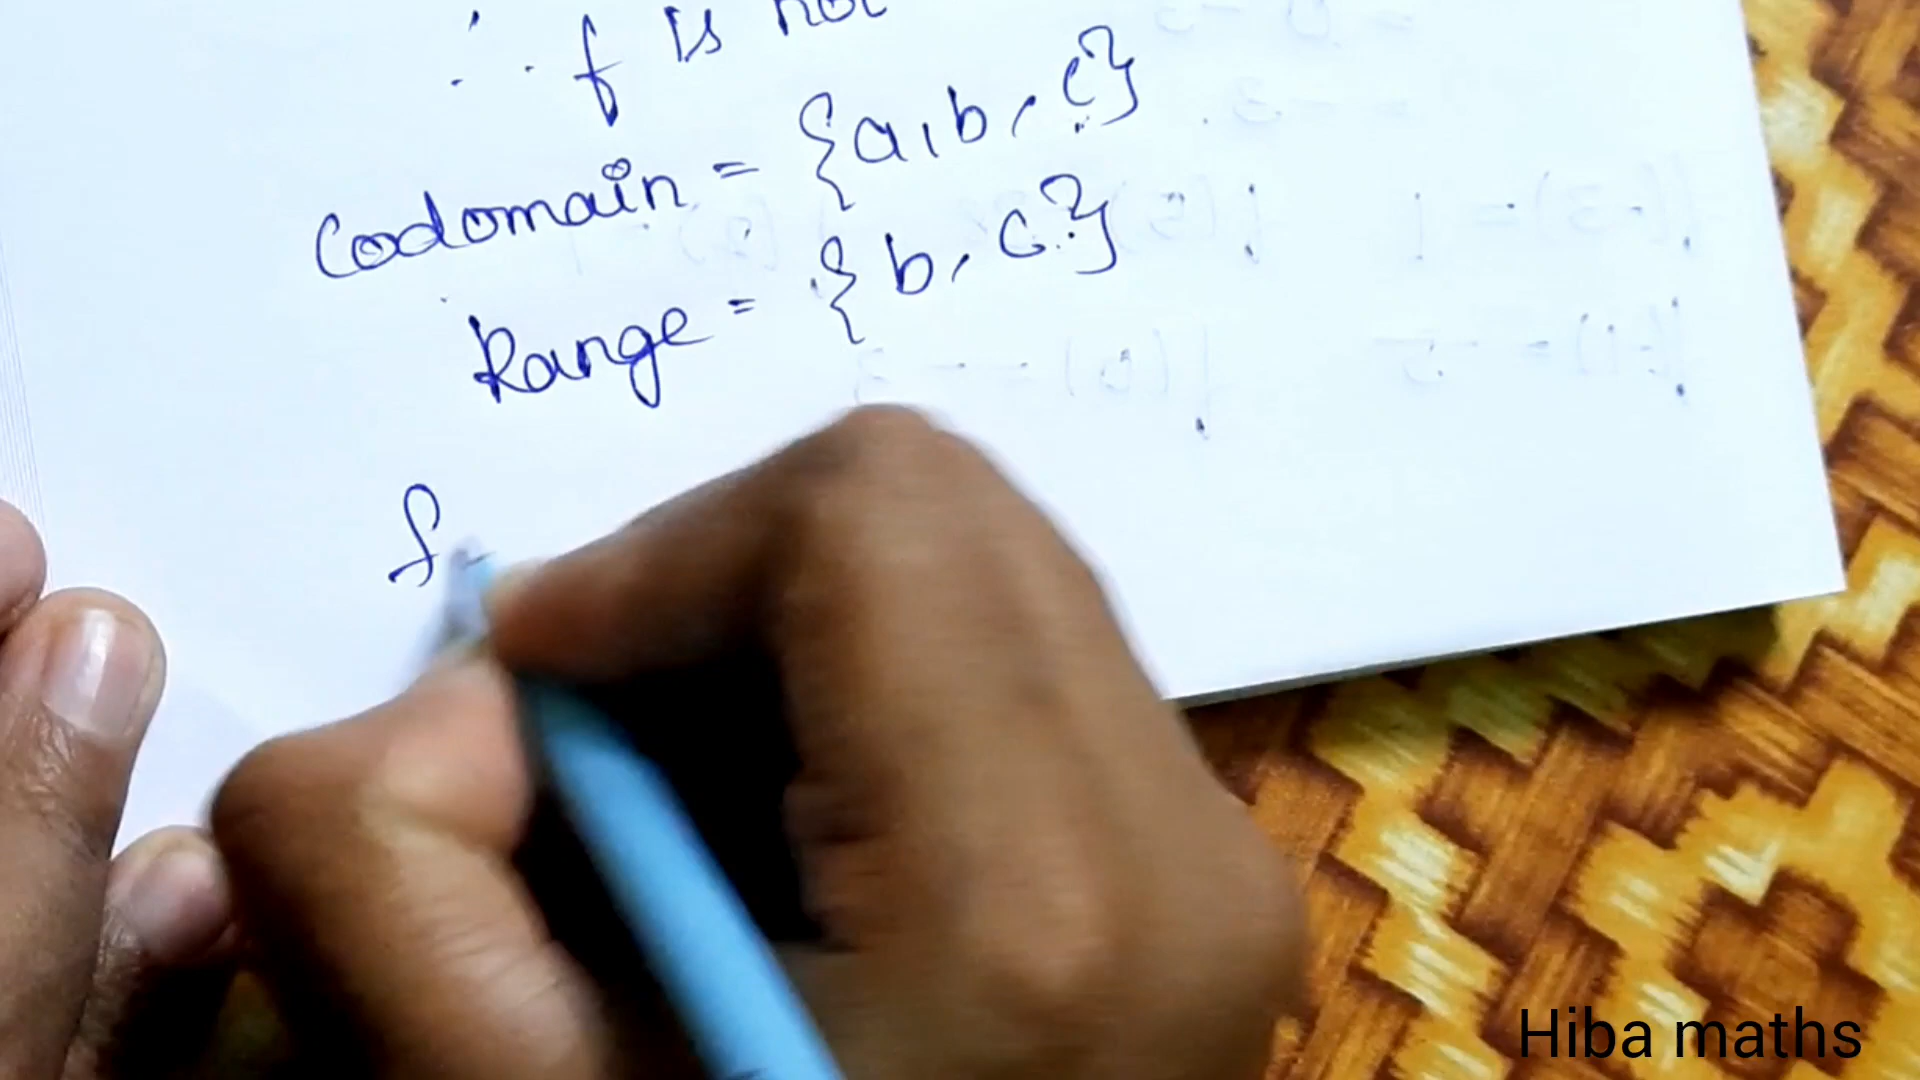 ∴ f is not
Codomain = {a, b, c}
Range = {b, c}
f
Hiba maths